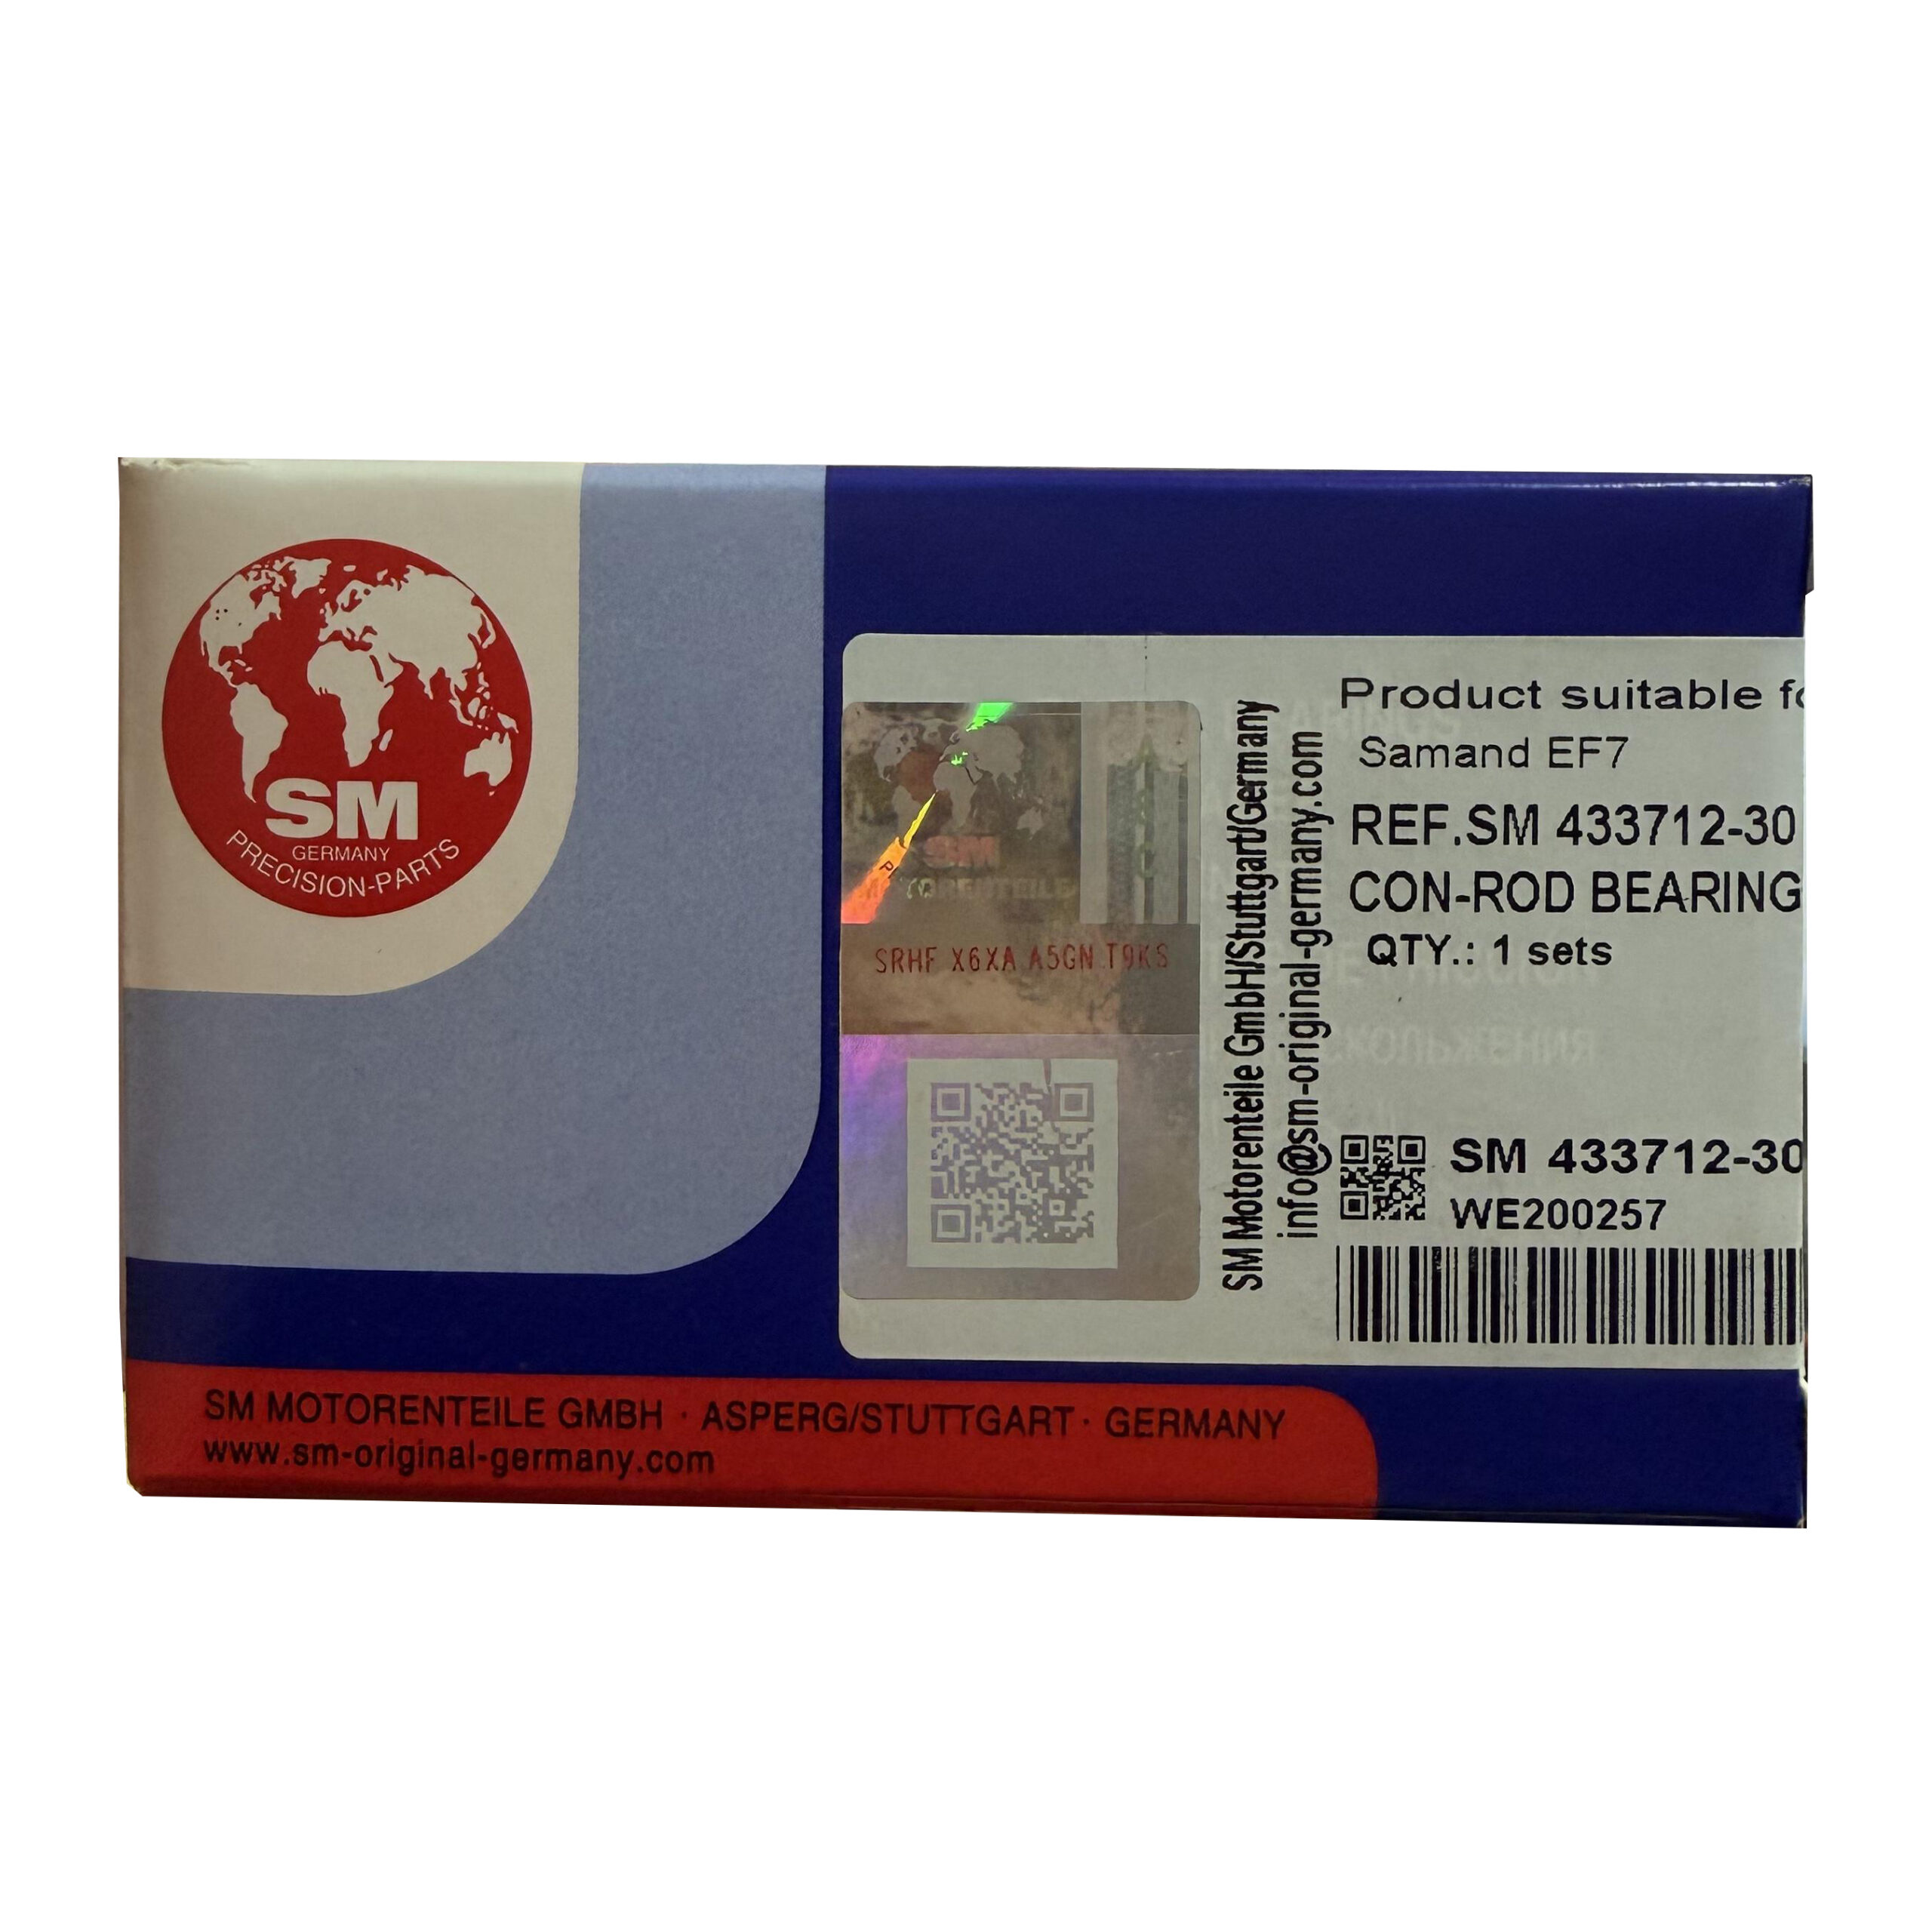 SM
GERMANY
PRECISION-PARTS
SM
MOTORENTEILE
SRHF X6XA A5GN T9KS
SM Motorenteile GmbH/Stuttgart/Germany
info@sm-original-germany.com
Product suitable
Samand EF7
REF.SM 433712-30
CON-ROD BEARING
QTY.: 1 sets
SM 433712-30
WE200257
SM MOTORENTEILE GMBH · ASPERG/STUTTGART · GERMANY
www.sm-original-germany.com